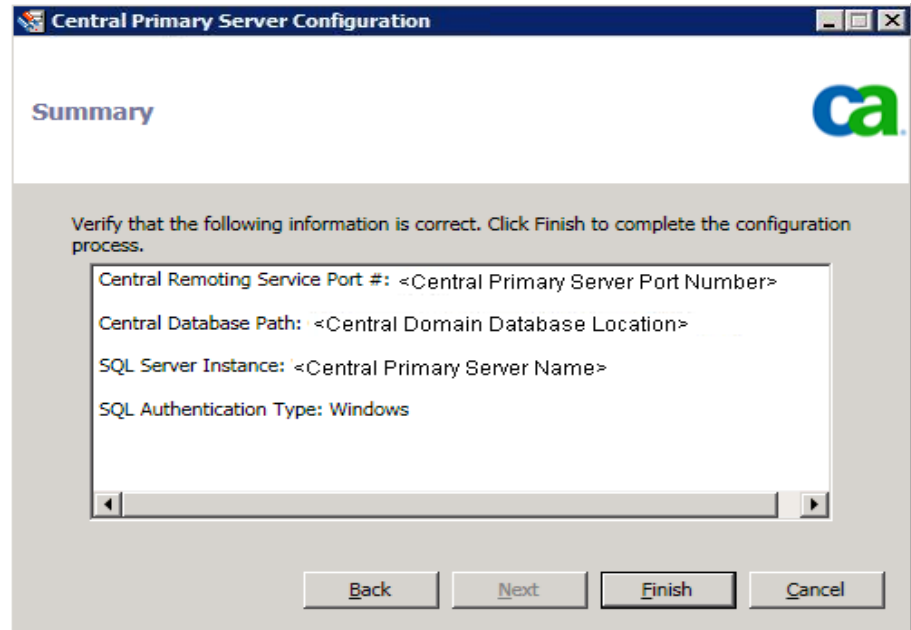 Central Primary Server Configuration
Summary
ca
Verify that the following information is correct. Click Finish to complete the configuration
process.
Central Remoting Service Port #: <Central Primary Server Port Number>
Central Database Path: <Central Domain Database Location>
SQL Server Instance: <Central Primary Server Name>
SQL Authentication Type: Windows
Back Next Finish Cancel